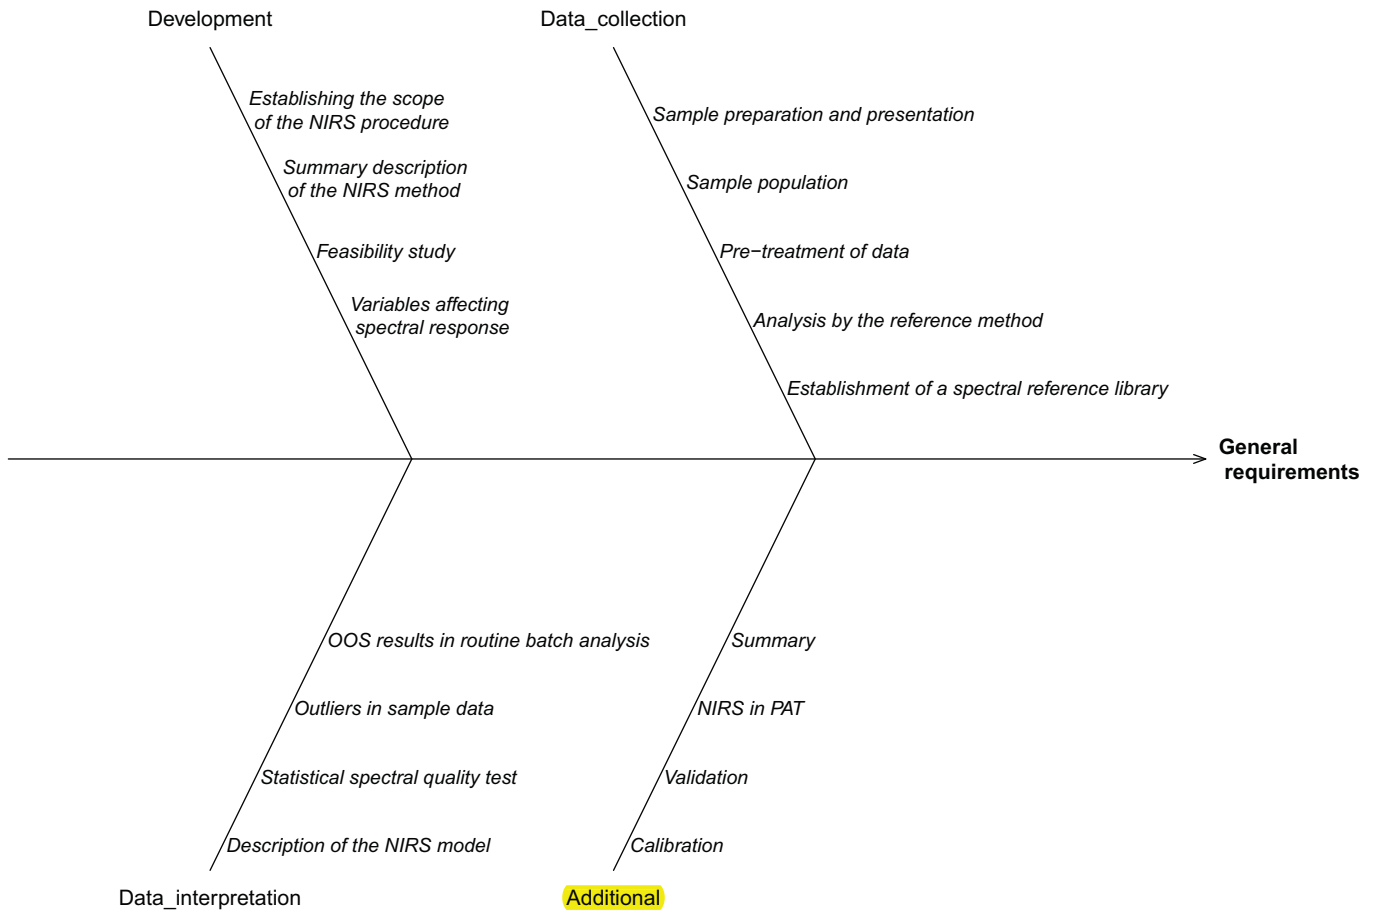 Development
Data_collection
Establishing the scope
of the NIRS procedure
Summary description
of the NIRS method
Feasibility study
Variables affecting
spectral response
Sample preparation and presentation
Sample population
Pre−treatment of data
Analysis by the reference method
Establishment of a spectral reference library
General
requirements
OOS results in routine batch analysis
Outliers in sample data
Statistical spectral quality test
Description of the NIRS model
Summary
NIRS in PAT
Validation
Calibration
Data_interpretation
Additional